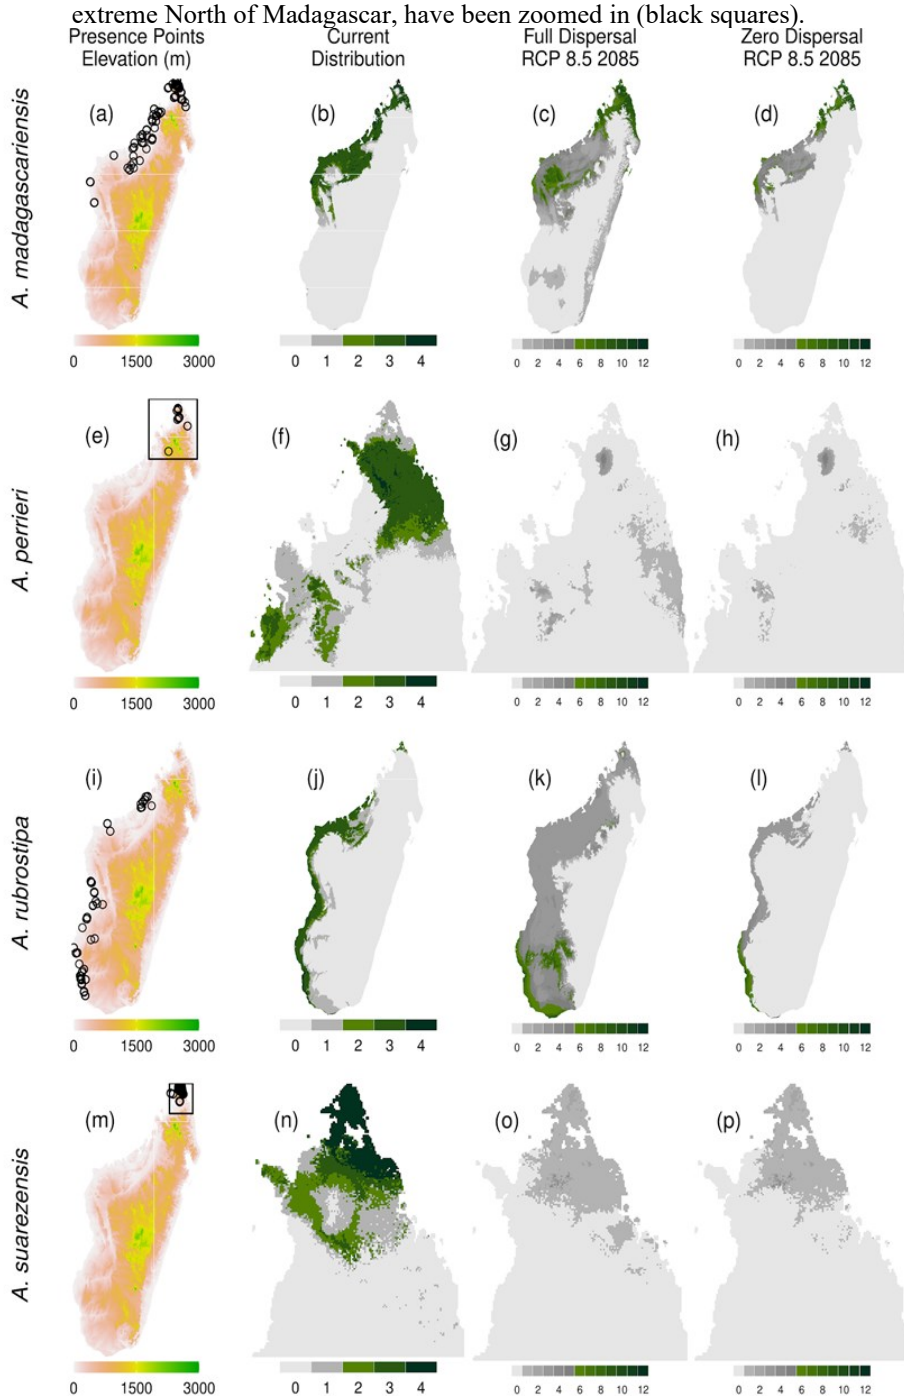 extreme North of Madagascar, have been zoomed in (black squares).
Presence Points
Elevation (m)
Current
Distribution
Full Dispersal
RCP 8.5 2085
Zero Dispersal
RCP 8.5 2085
A. madagascariensis
(a)
(b)
(c)
(d)
0 1500 3000
0 1 2 3 4
0 2 4 6 8 10 12
0 2 4 6 8 10 12
A. perrieri
(e)
(f)
(g)
(h)
0 1500 3000
0 1 2 3 4
0 2 4 6 8 10 12
0 2 4 6 8 10 12
A. rubrostipa
(i)
(j)
(k)
(l)
0 1500 3000
0 1 2 3 4
0 2 4 6 8 10 12
0 2 4 6 8 10 12
A. suarezensis
(m)
(n)
(o)
(p)
0 1500 3000
0 1 2 3 4
0 2 4 6 8 10 12
0 2 4 6 8 10 12